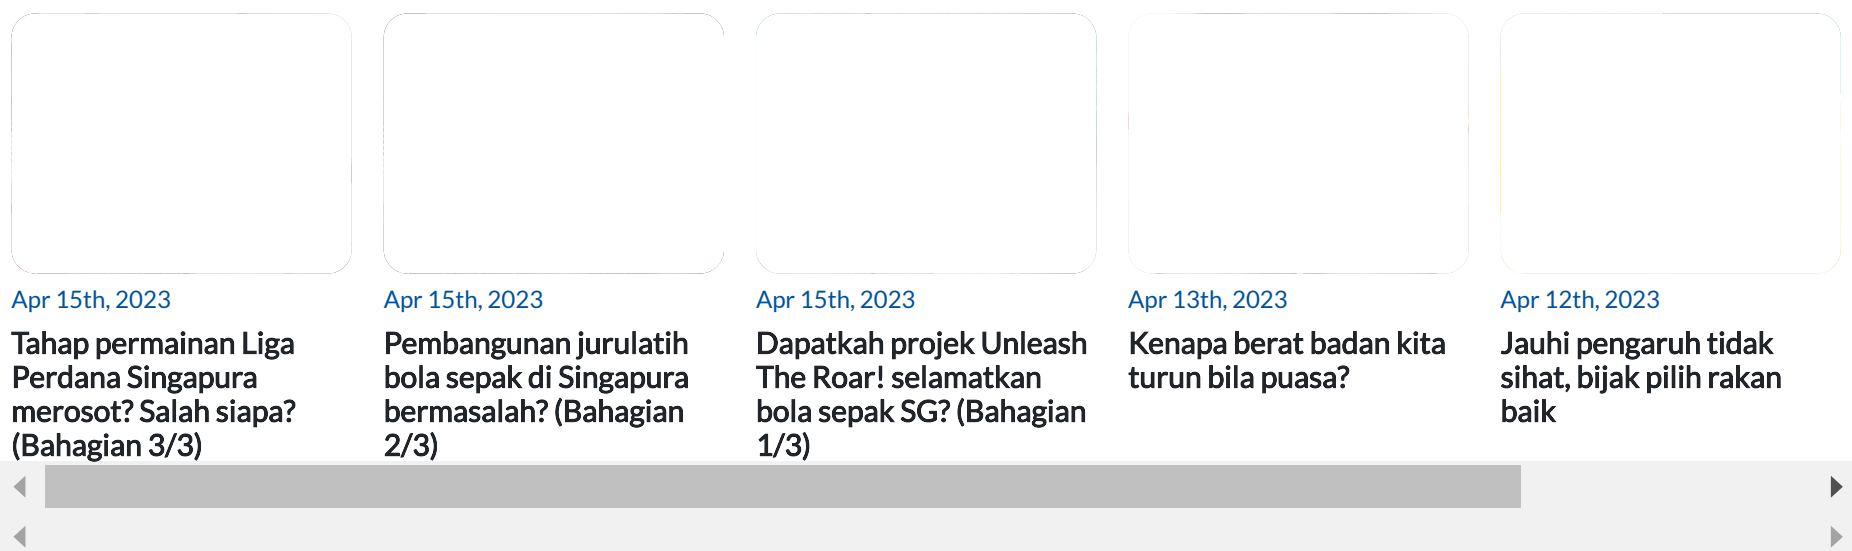 Apr 15th, 2023
Tahap permainan Liga
Perdana Singapura
merosot? Salah siapa?
(Bahagian 3/3)
Apr 15th, 2023
Pembangunan jurulatih
bola sepak di Singapura
bermasalah? (Bahagian
2/3)
Apr 15th, 2023
Dapatkah projek Unleash
The Roar! selamatkan
bola sepak SG? (Bahagian
1/3)
Apr 13th, 2023
Kenapa berat badan kita
turun bila puasa?
Apr 12th, 2023
Jauhi pengaruh tidak
sihat, bijak pilih rakan
baik